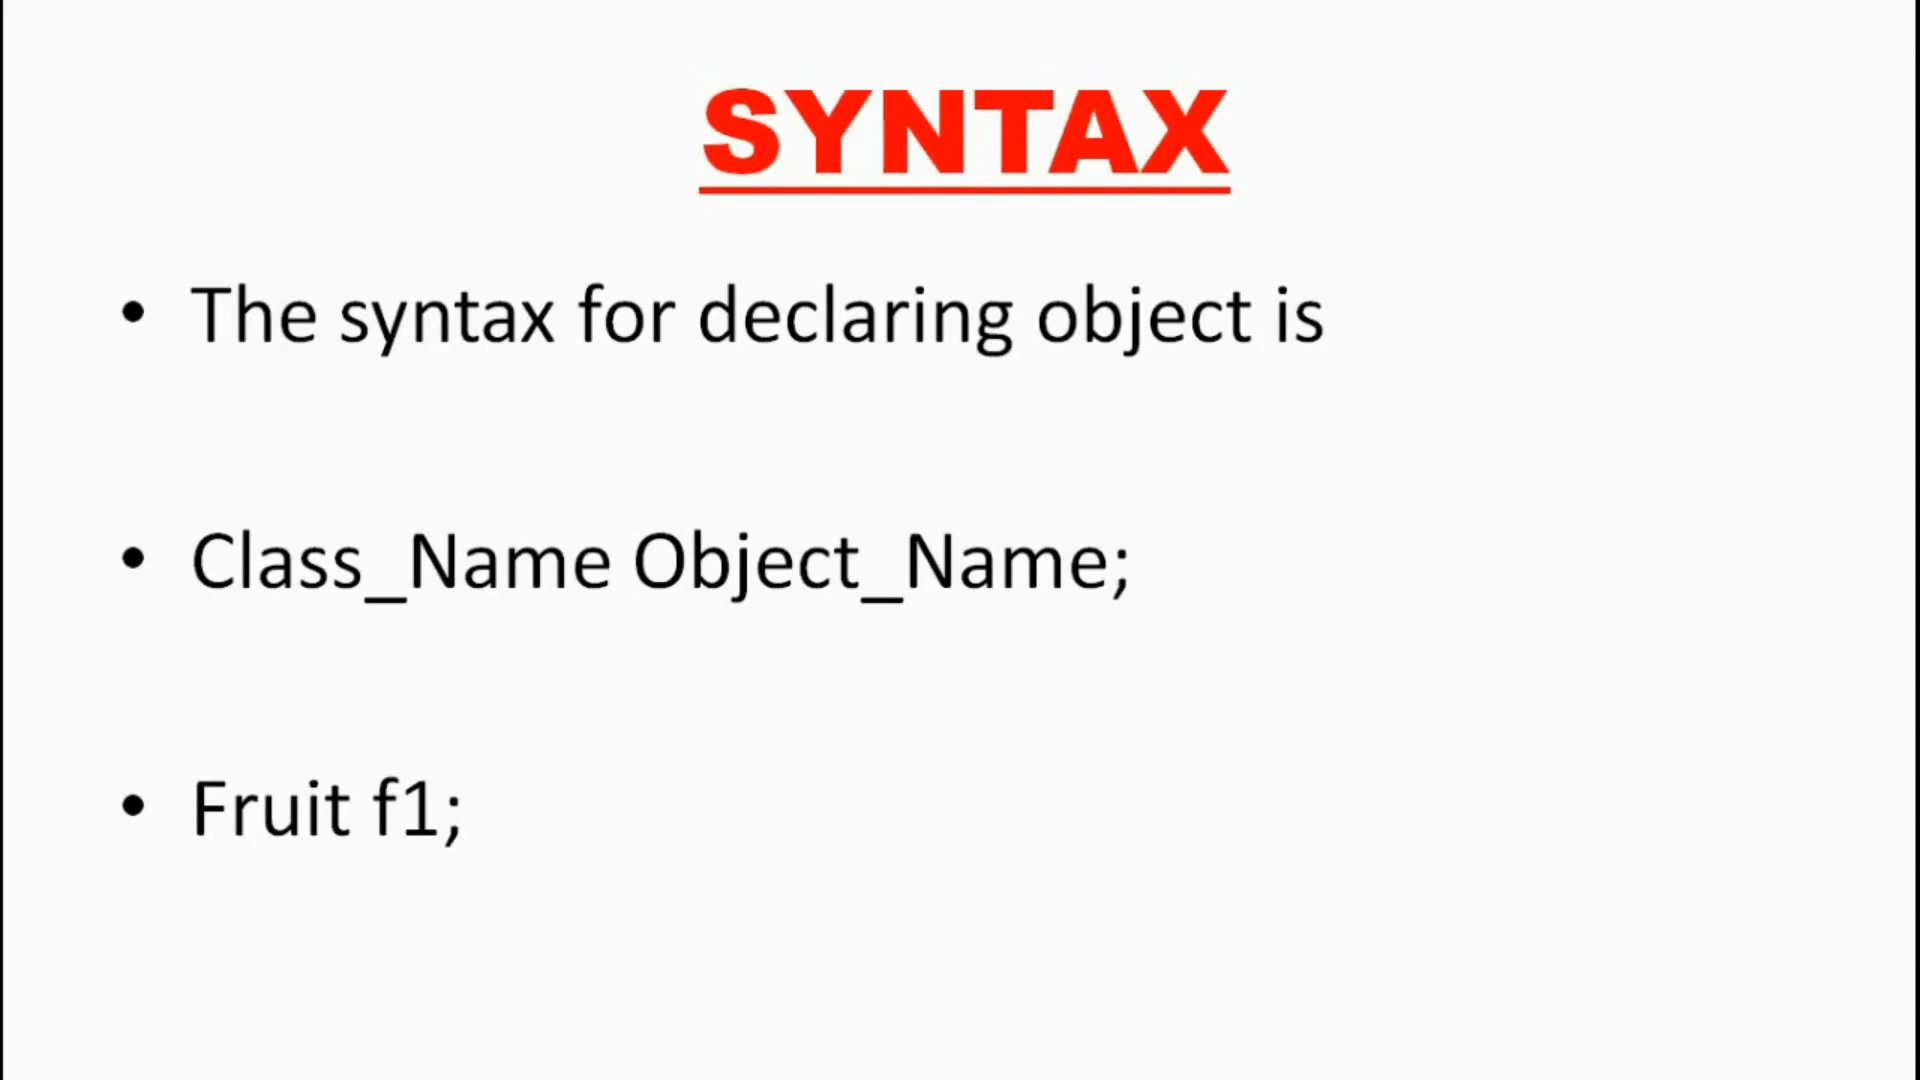 SYNTAX
• The syntax for declaring object is
• Class_Name Object_Name;
• Fruit f1;